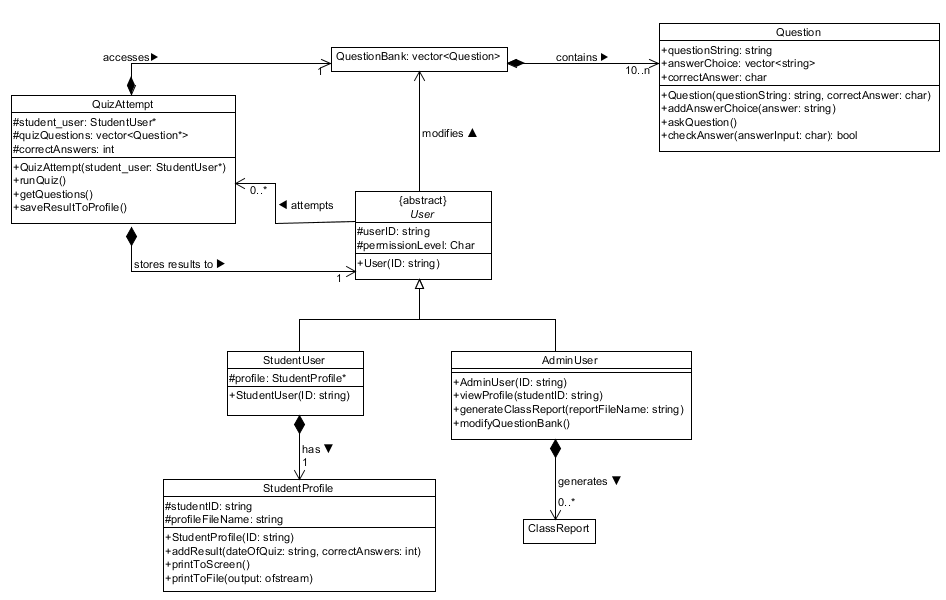 Question
+questionString: string
+answerChoice: vector<string>
+correctAnswer: char
+Question(questionString: string, correctAnswer: char)
+addAnswerChoice(answer: string)
+askQuestion()
+checkAnswer(answerInput: char): bool
QuestionBank: vector<Question>
contains ▶
10..n
accesses▶
1
QuizAttempt
#student_user: StudentUser*
#quizQuestions: vector<Question*>
#correctAnswers: int
+QuizAttempt(student_user: StudentUser*)
+runQuiz()
+getQuestions()
+saveResultToProfile()
modifies ▲
0..*
◀ attempts
{abstract}
User
#userID: string
#permissionLevel: Char
+User(ID: string)
stores results to ▶
1
StudentUser
#profile: StudentProfile*
+StudentUser(ID: string)
AdminUser
+AdminUser(ID: string)
+viewProfile(studentID: string)
+generateClassReport(reportFileName: string)
+modifyQuestionBank()
has ▼
1
generates ▼
0..*
StudentProfile
#studentID: string
#profileFileName: string
+StudentProfile(ID: string)
+addResult(dateOfQuiz: string, correctAnswers: int)
+printToScreen()
+printToFile(output: ofstream)
ClassReport